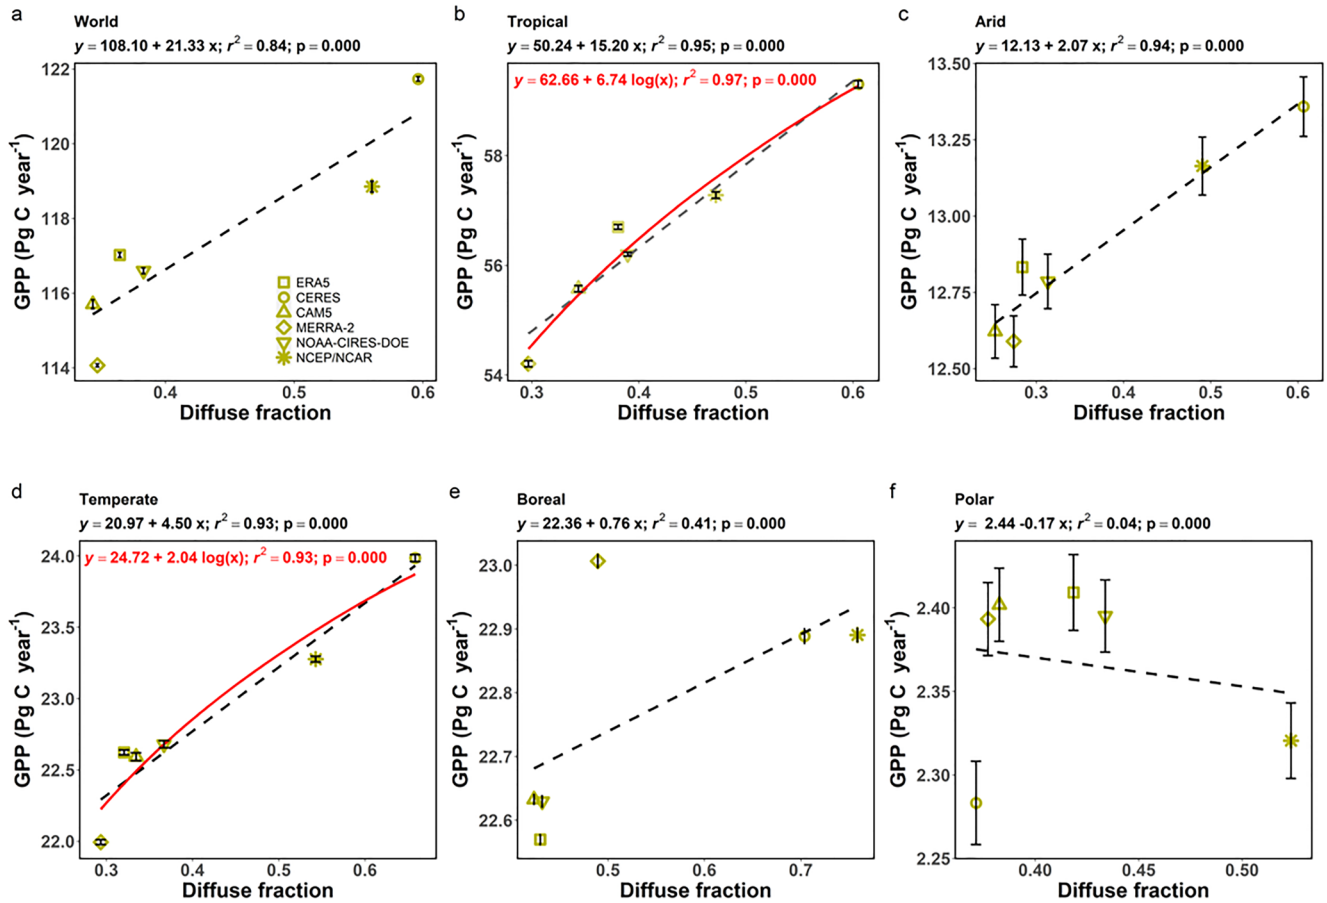 a
World
y = 108.10 + 21.33 x; r² = 0.84; p = 0.000
GPP (Pg C year⁻¹)
122
120
118
116
114
ERA5
CERES
CAM5
MERRA-2
NOAA-CIRES-DOE
NCEP/NCAR
0.4 0.5 0.6
Diffuse fraction
b
Tropical
y = 50.24 + 15.20 x; r² = 0.95; p = 0.000
y = 62.66 + 6.74 log(x); r² = 0.97; p = 0.000
GPP (Pg C year⁻¹)
58
56
54
0.3 0.4 0.5 0.6
Diffuse fraction
c
Arid
y = 12.13 + 2.07 x; r² = 0.94; p = 0.000
GPP (Pg C year⁻¹)
13.50
13.25
13.00
12.75
12.50
0.3 0.4 0.5 0.6
Diffuse fraction
d
Temperate
y = 20.97 + 4.50 x; r² = 0.93; p = 0.000
y = 24.72 + 2.04 log(x); r² = 0.93; p = 0.000
GPP (Pg C year⁻¹)
24.0
23.5
23.0
22.5
22.0
0.3 0.4 0.5 0.6
Diffuse fraction
e
Boreal
y = 22.36 + 0.76 x; r² = 0.41; p = 0.000
GPP (Pg C year⁻¹)
23.0
22.9
22.8
22.7
22.6
0.5 0.6 0.7
Diffuse fraction
f
Polar
y = 2.44 -0.17 x; r² = 0.04; p = 0.000
GPP (Pg C year⁻¹)
2.40
2.35
2.30
2.25
0.40 0.45 0.50
Diffuse fraction